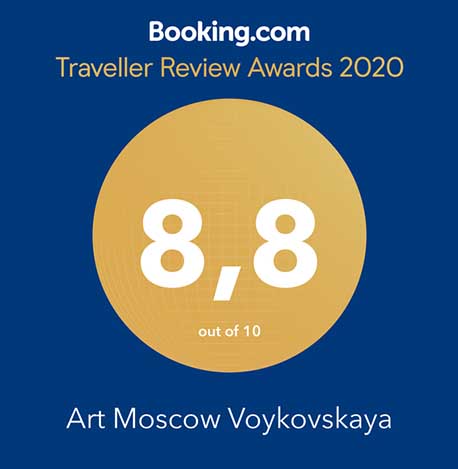 Booking.com
Traveller Review Awards 2020
8,8
out of 10
Art Moscow Voykovskaya